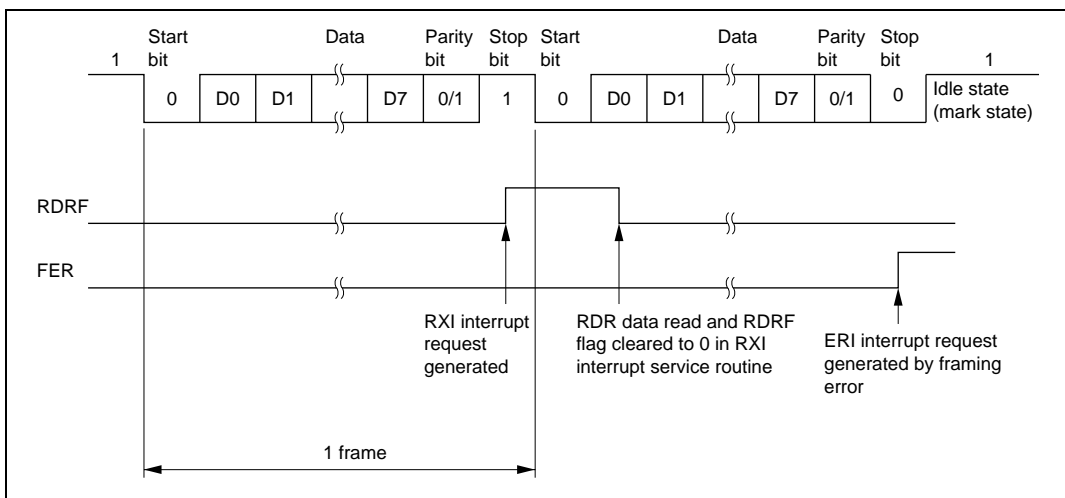 Start bit
Data
Parity bit
Stop bit
Start bit
Data
Parity bit
Stop bit
1
1
0
D0
D1
D7
0/1
1
0
D0
D1
D7
0/1
0
Idle state
(mark state)
RDRF
FER
RXI interrupt
request
generated
RDR data read and RDRF
flag cleared to 0 in RXI
interrupt service routine
ERI interrupt request
generated by framing
error
1 frame